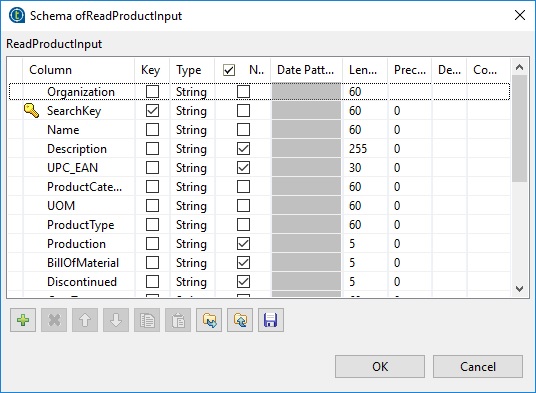 Schema ofReadProductInput
ReadProductInput
Column Key Type N.. Date Patt... Len... Prec... De... Co...
Organization String 60
SearchKey String 60 0
Name String 60 0
Description String 255 0
UPC_EAN String 30 0
ProductCate... String 60 0
UOM String 60 0
ProductType String 60 0
Production String 5 0
BillOfMaterial String 5 0
Discontinued String 5 0
OK Cancel